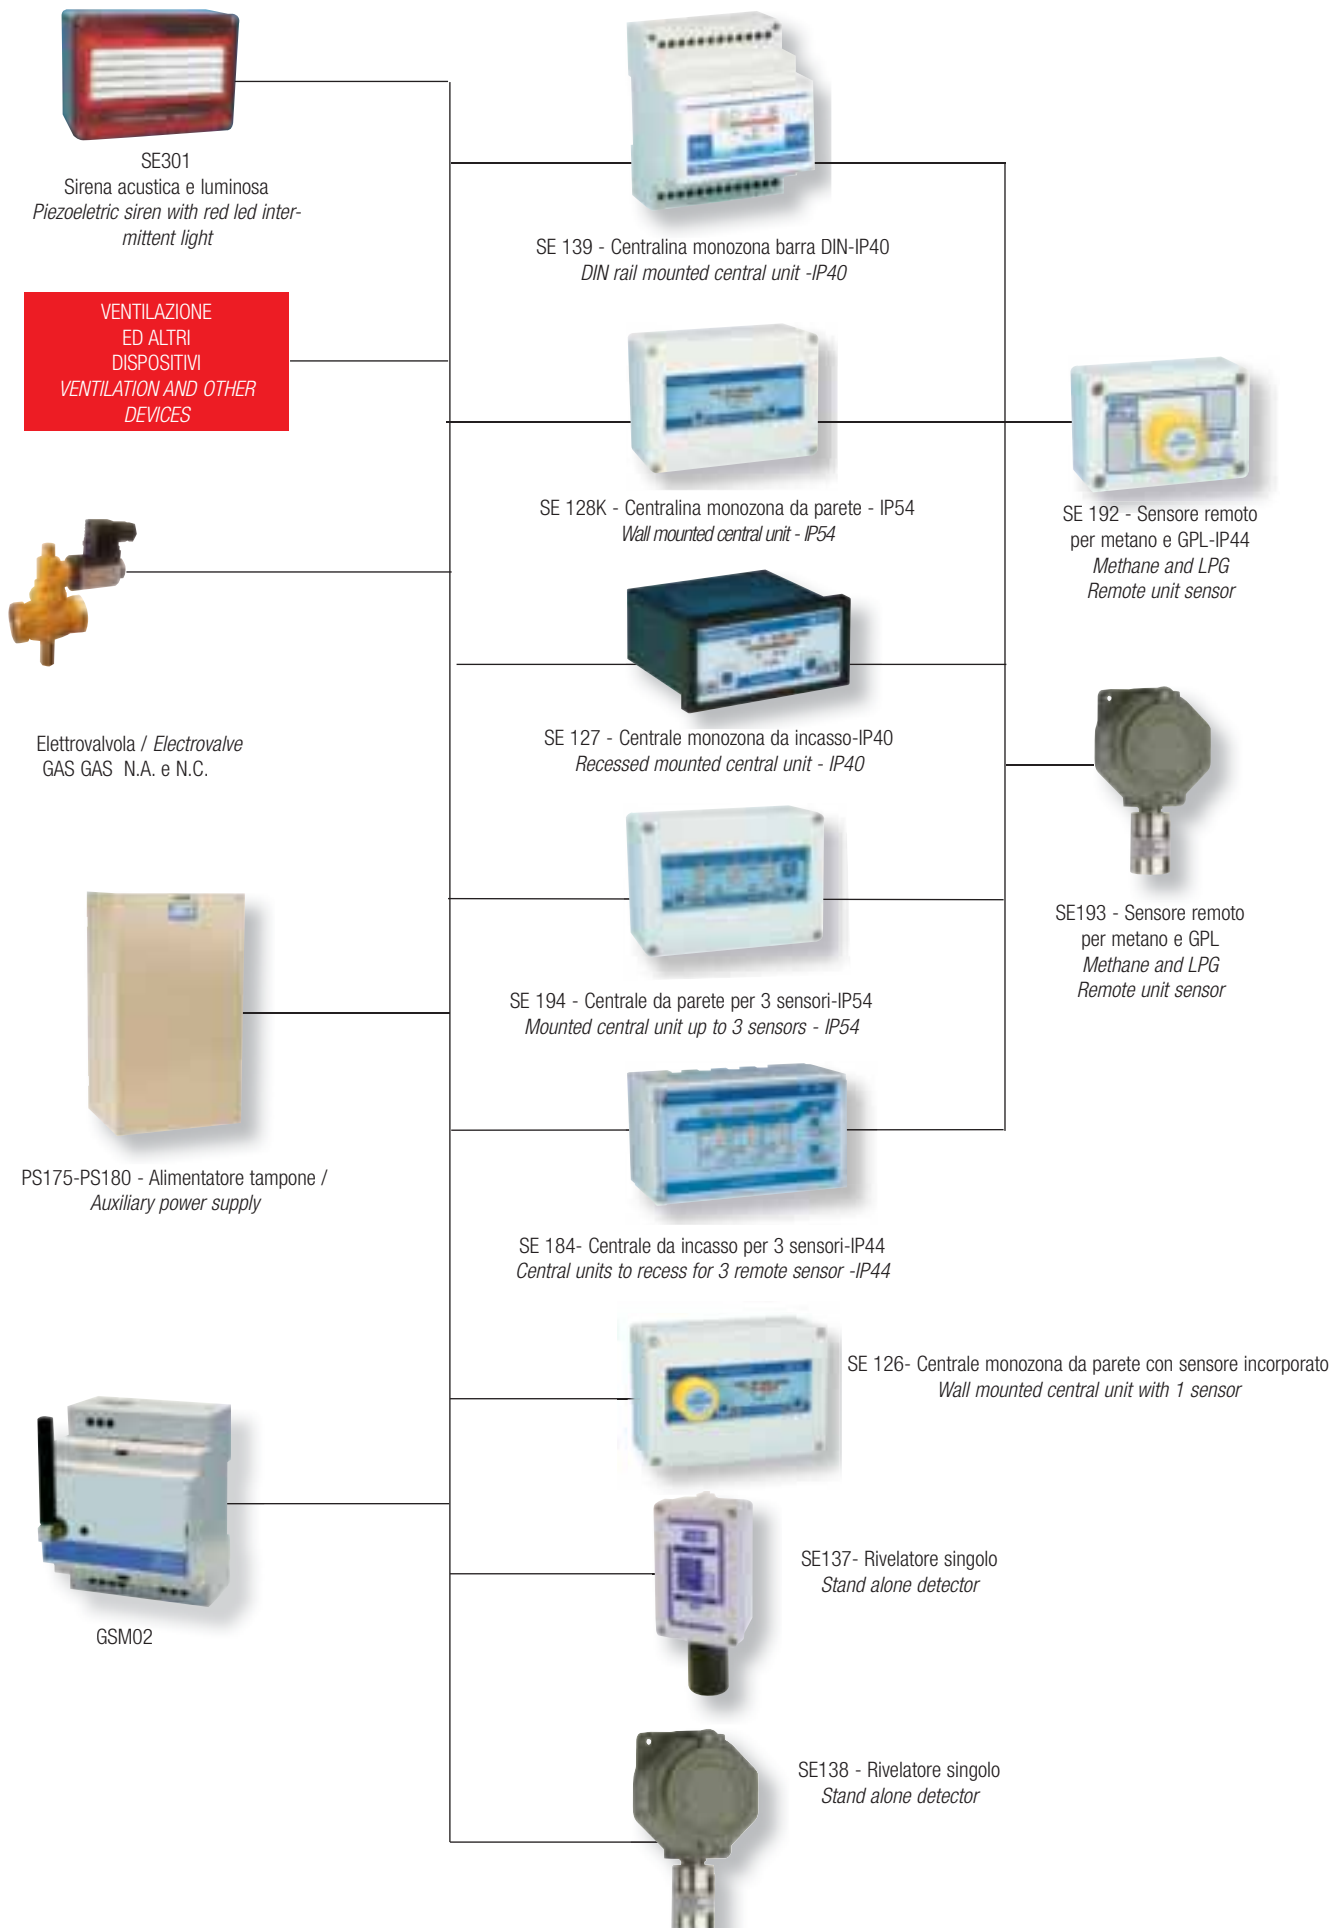 SE301
Sirena acustica e luminosa
Piezoeletric siren with red led inter-
mittent light
VENTILAZIONE
ED ALTRI
DISPOSITIVI
VENTILATION AND OTHER
DEVICES
Elettrovalvola / Electrovalve
GAS GAS N.A. e N.C.
PS175-PS180 - Alimentatore tampone /
Auxiliary power supply
GSM02
SE 139 - Centralina monozona barra DIN-IP40
DIN rail mounted central unit -IP40
SE 128K - Centralina monozona da parete - IP54
Wall mounted central unit - IP54
SE 127 - Centrale monozona da incasso-IP40
Recessed mounted central unit - IP40
SE 194 - Centrale da parete per 3 sensori-IP54
Mounted central unit up to 3 sensors - IP54
SE 184- Centrale da incasso per 3 sensori-IP44
Central units to recess for 3 remote sensor -IP44
SE 126- Centrale monozona da parete con sensore incorporato
Wall mounted central unit with 1 sensor
SE137- Rivelatore singolo
Stand alone detector
SE138 - Rivelatore singolo
Stand alone detector
SE 192 - Sensore remoto
per metano e GPL-IP44
Methane and LPG
Remote unit sensor
SE193 - Sensore remoto
per metano e GPL
Methane and LPG
Remote unit sensor